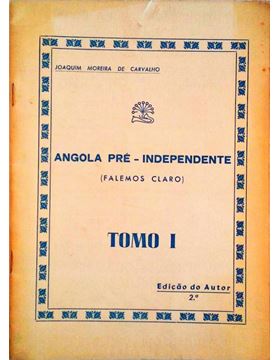 JOAQUIM MOREIRA DE CARVALHO
ANGOLA PRÉ - INDEPENDENTE
(FALEMOS CLARO)
TOMO I
Edição do Autor
2.ª